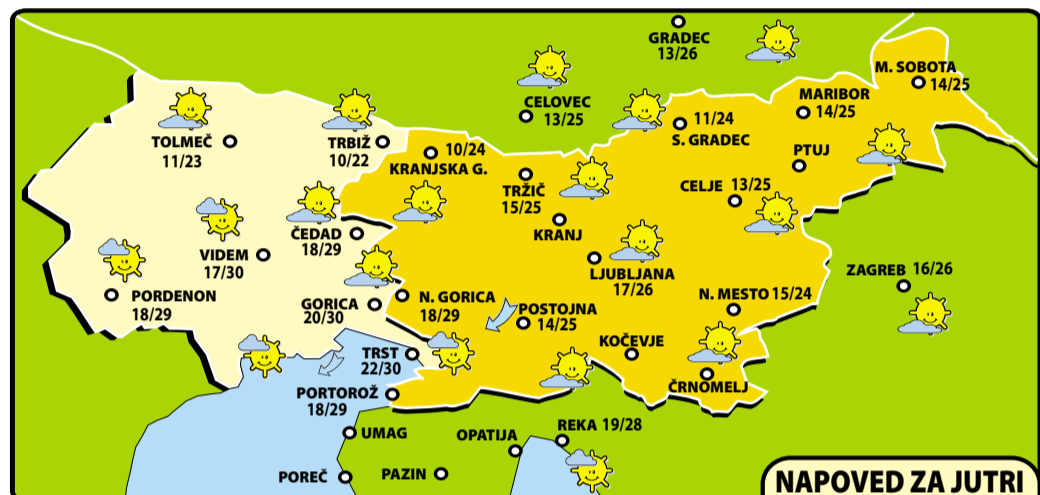 GRADEC
13/26
M. SOBOTA
14/25
CELOVEC
13/25
MARIBOR
14/25
TOLMEČ
11/23
TRBIŽ
10/22
10/24
KRANJSKA G.
11/24
S. GRADEC
PTUJ
TRŽIČ
15/25
CELJE 13/25
KRANJ
ČEDAD
18/29
VIDEM
17/30
LJUBLJANA
17/26
ZAGREB 16/26
PORDENON
18/29
GORICA
20/30
N. GORICA
18/29
POSTOJNA
14/25
N. MESTO 15/24
KOČEVJE
TRST
22/30
ČRNOMELJ
PORTOROŽ
18/29
UMAG
OPATIJA
REKA 19/28
POREČ
PAZIN
NAPOVED ZA JUTRI